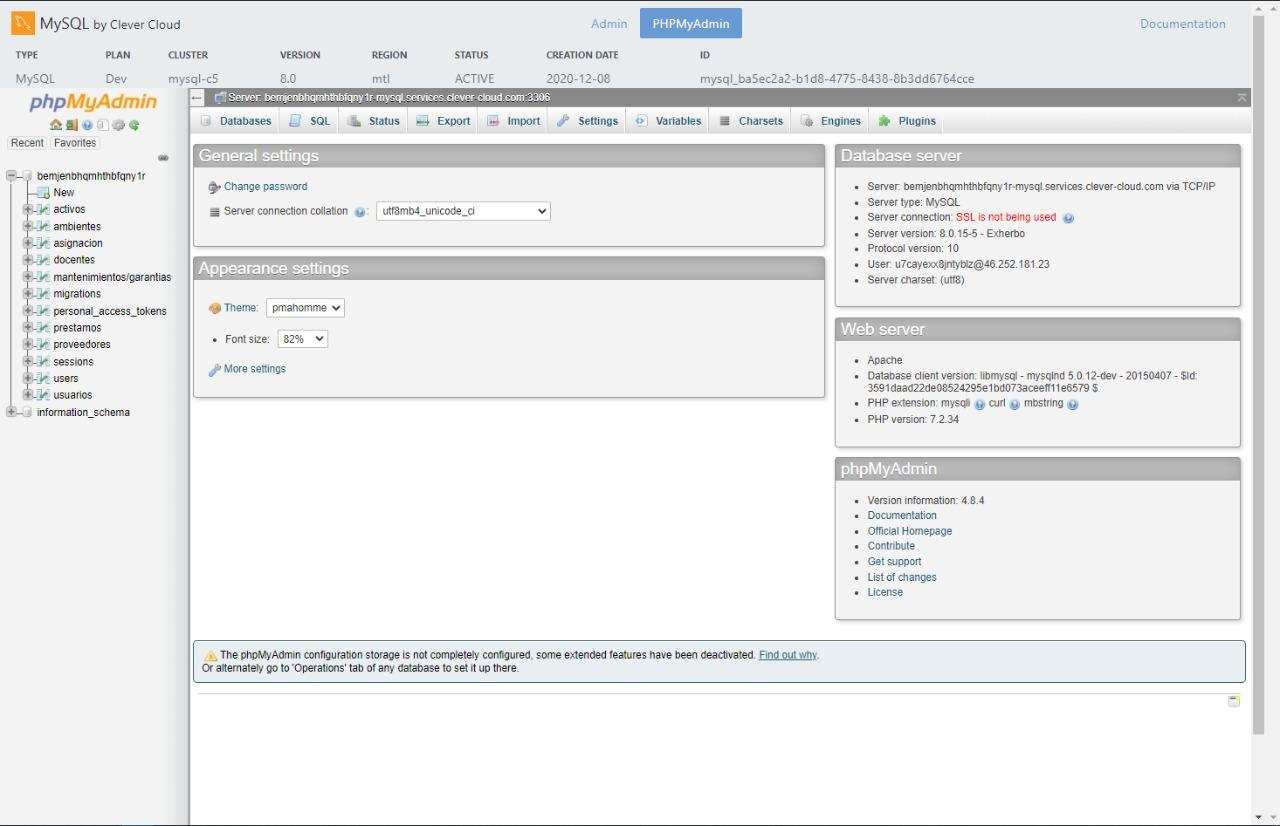 MySQL by Clever Cloud
Admin
PHPMyAdmin
Documentation
TYPE PLAN CLUSTER VERSION REGION STATUS CREATION DATE ID
MySQL Dev mysql-c5 8.0 mtl ACTIVE 2020-12-08 mysql_ba5ec2a2-b1d8-4775-8438-8b3dd6764cce
phpMyAdmin
Recent Favorites
bemjenbhqmhthbfqny1r
New
activos
ambientes
asignacion
docentes
mantenimientos/garantias
migrations
personal_access_tokens
prestamos
proveedores
sessions
users
usuarios
information_schema
Server: bemjenbhqmhthbfqny1r-mysql.services.clever-cloud.com:3306
Databases SQL Status Export Import Settings Variables Charsets Engines Plugins
General settings
Change password
Server connection collation : utf8mb4_unicode_ci
Appearance settings
Theme: pmahomme
Font size: 82%
More settings
Database server
Server: bemjenbhqmhthbfqny1r-mysql.services.clever-cloud.com via TCP/IP
Server type: MySQL
Server connection: SSL is not being used
Server version: 8.0.15-5 - Exherbo
Protocol version: 10
User: u7cayexx8jntyblz@46.252.181.23
Server charset: (utf8)
Web server
Apache
Database client version: libmysql - mysqlnd 5.0.12-dev - 20150407 - $Id:
3591daad22de08524295e1bd073aceeff11e6579 $
PHP extension: mysqli curl mbstring
PHP version: 7.2.34
phpMyAdmin
Version information: 4.8.4
Documentation
Official Homepage
Contribute
Get support
List of changes
License
The phpMyAdmin configuration storage is not completely configured, some extended features have been deactivated. Find out why.
Or alternately go to 'Operations' tab of any database to set it up there.